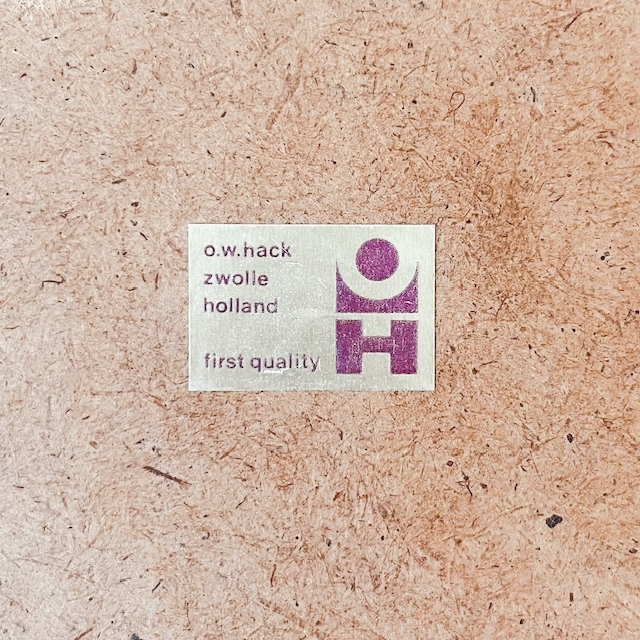 o.w.hack
zwolle
holland
first quality
H